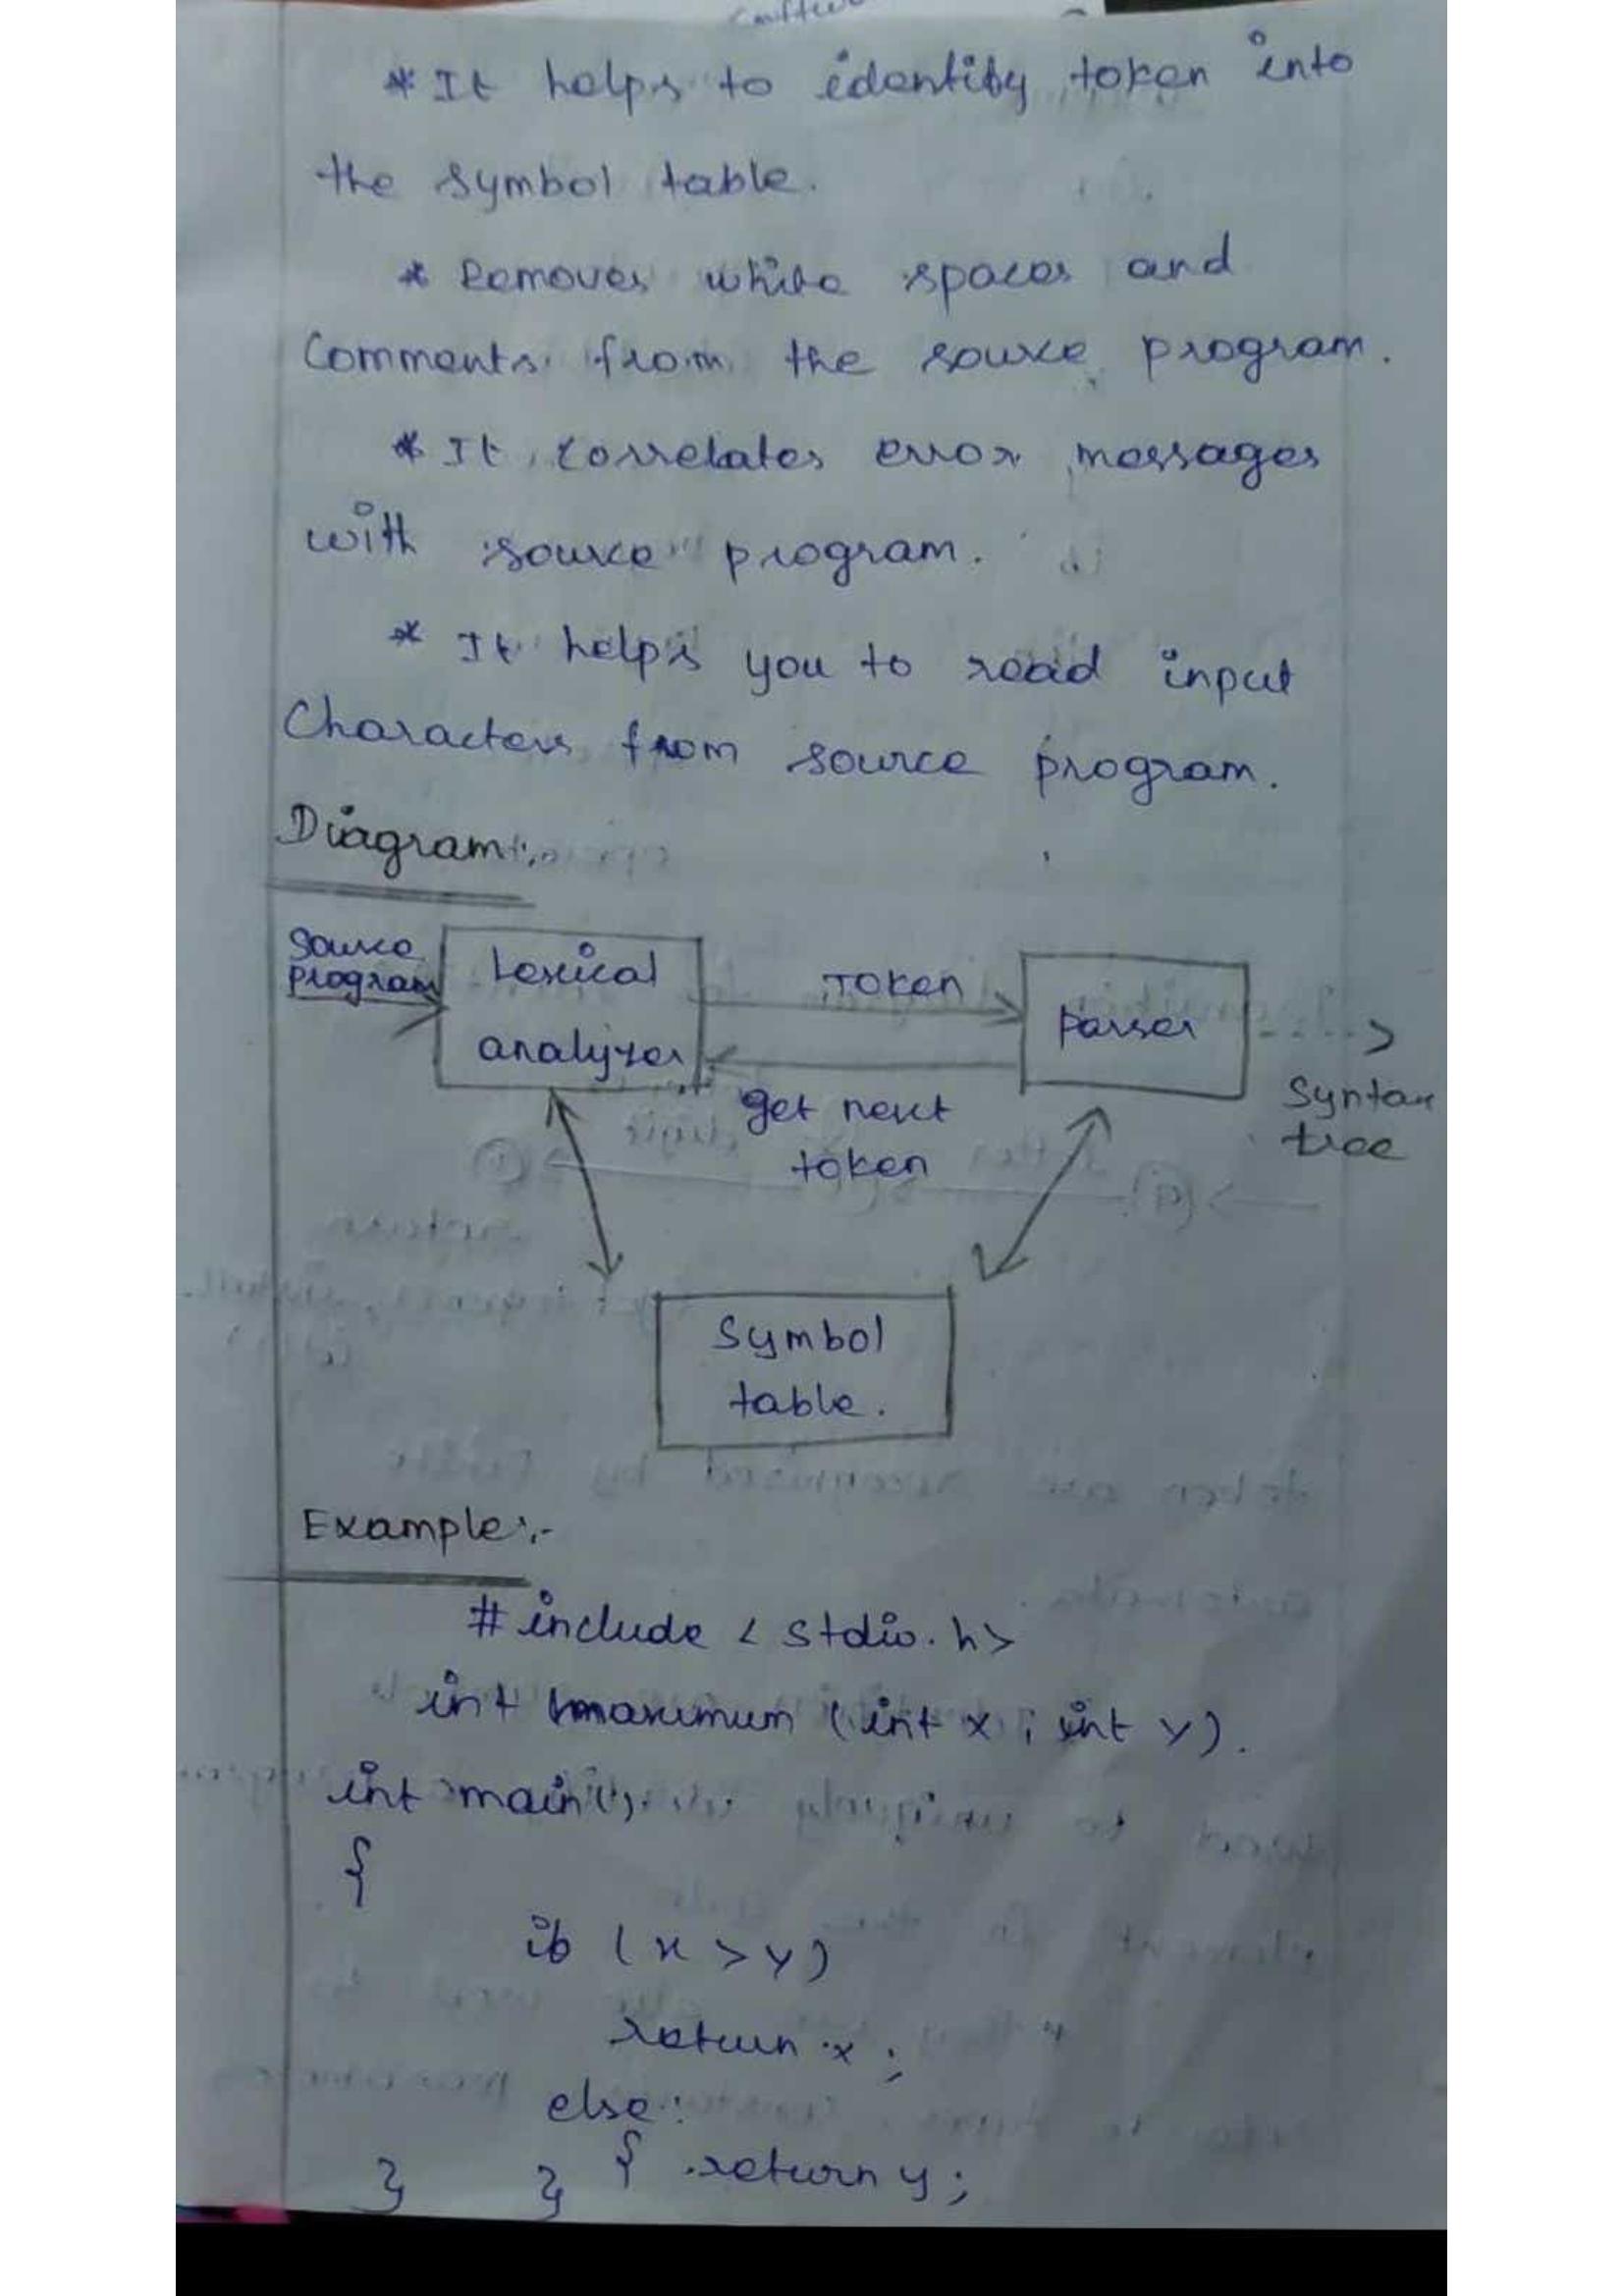 * It helps to identify token into
the symbol table.
* Removes white spaces and
Comments from the source program.
* It correlates error messages
with source program.
* It helps you to read input
Characters from source program.
Diagram:-
Source
program
Lexical
analyzer
Token
Parser
get next
token
Syntax
tree
Symbol
table.
Example:-
#include < stdio.h>
int maximum (int x ; int y).
int main().
{
if (x > y)
return x ;
else:
} } { return y ;